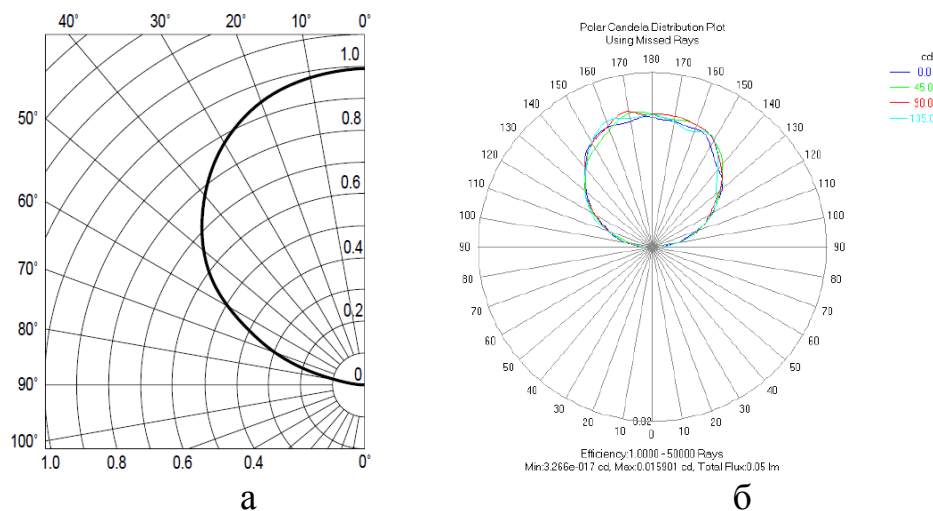 40˚ 30˚ 20˚ 10˚ 0˚
1.0
50˚
0.8
60˚
0.6
70˚
0.4
0.2
80˚
0
90˚
100˚
1.0 0.8 0.6 0.4 0˚
а
Polar Candela Distribution Plot
Using Missed Rays
cd
0.0
45.0
90.0
135.0
160 170 180 170 160
150 150
140 140
130 130
120 120
110 110
100 100
90 90
80 80
70 70
60 60
50 50
40 40
30 30
20 0.02 20
10 0 10
Efficiency:1.0000 - 50000 Rays
Min:3.266e-017 cd, Max:0.015901 cd, Total Flux:0.05 lm
б